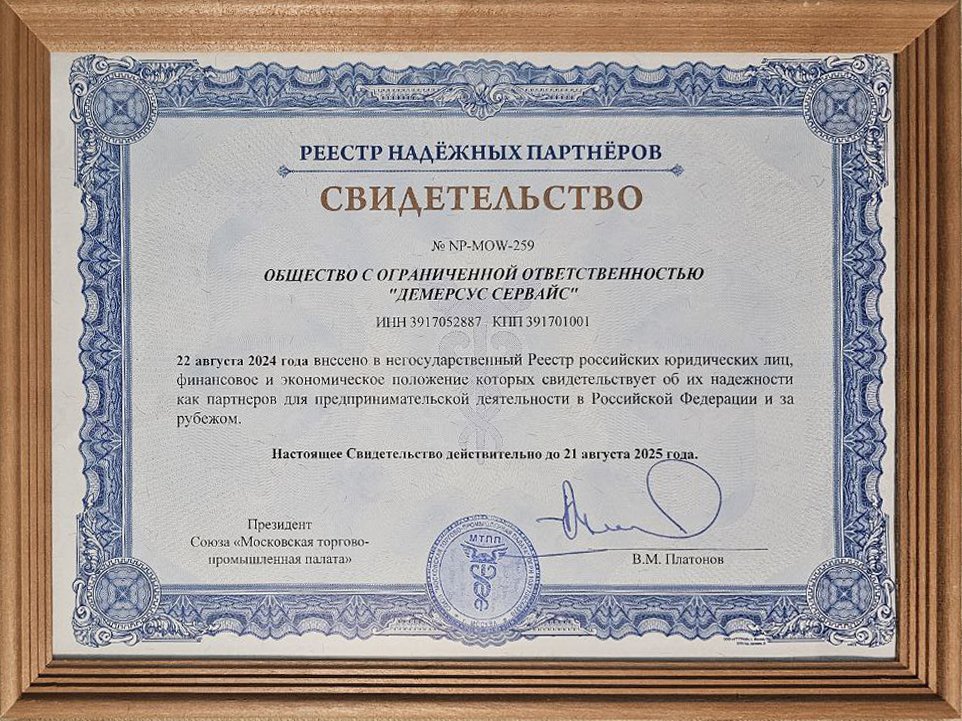 РЕЕСТР НАДЁЖНЫХ ПАРТНЁРОВ
СВИДЕТЕЛЬСТВО
№ NP-MOW-259
ОБЩЕСТВО С ОГРАНИЧЕННОЙ ОТВЕТСТВЕННОСТЬЮ
"ДЕМЕРСУС СЕРВАЙС"
ИНН 3917052887 КПП 391701001
22 августа 2024 года внссено в негосударственный Реестр российских юридических лиц,
финансовое и экономическое положение которых свидетельствует об их надежности
как партнеров для предпринимательской деятельности в Российской Федерации и за
рубежом.
Настоящее Свидетельство действительно до 21 августа 2025 года.
Президент
Союза «Московская торгово-
промышленная палата»
В.М. Платонов
МТПП